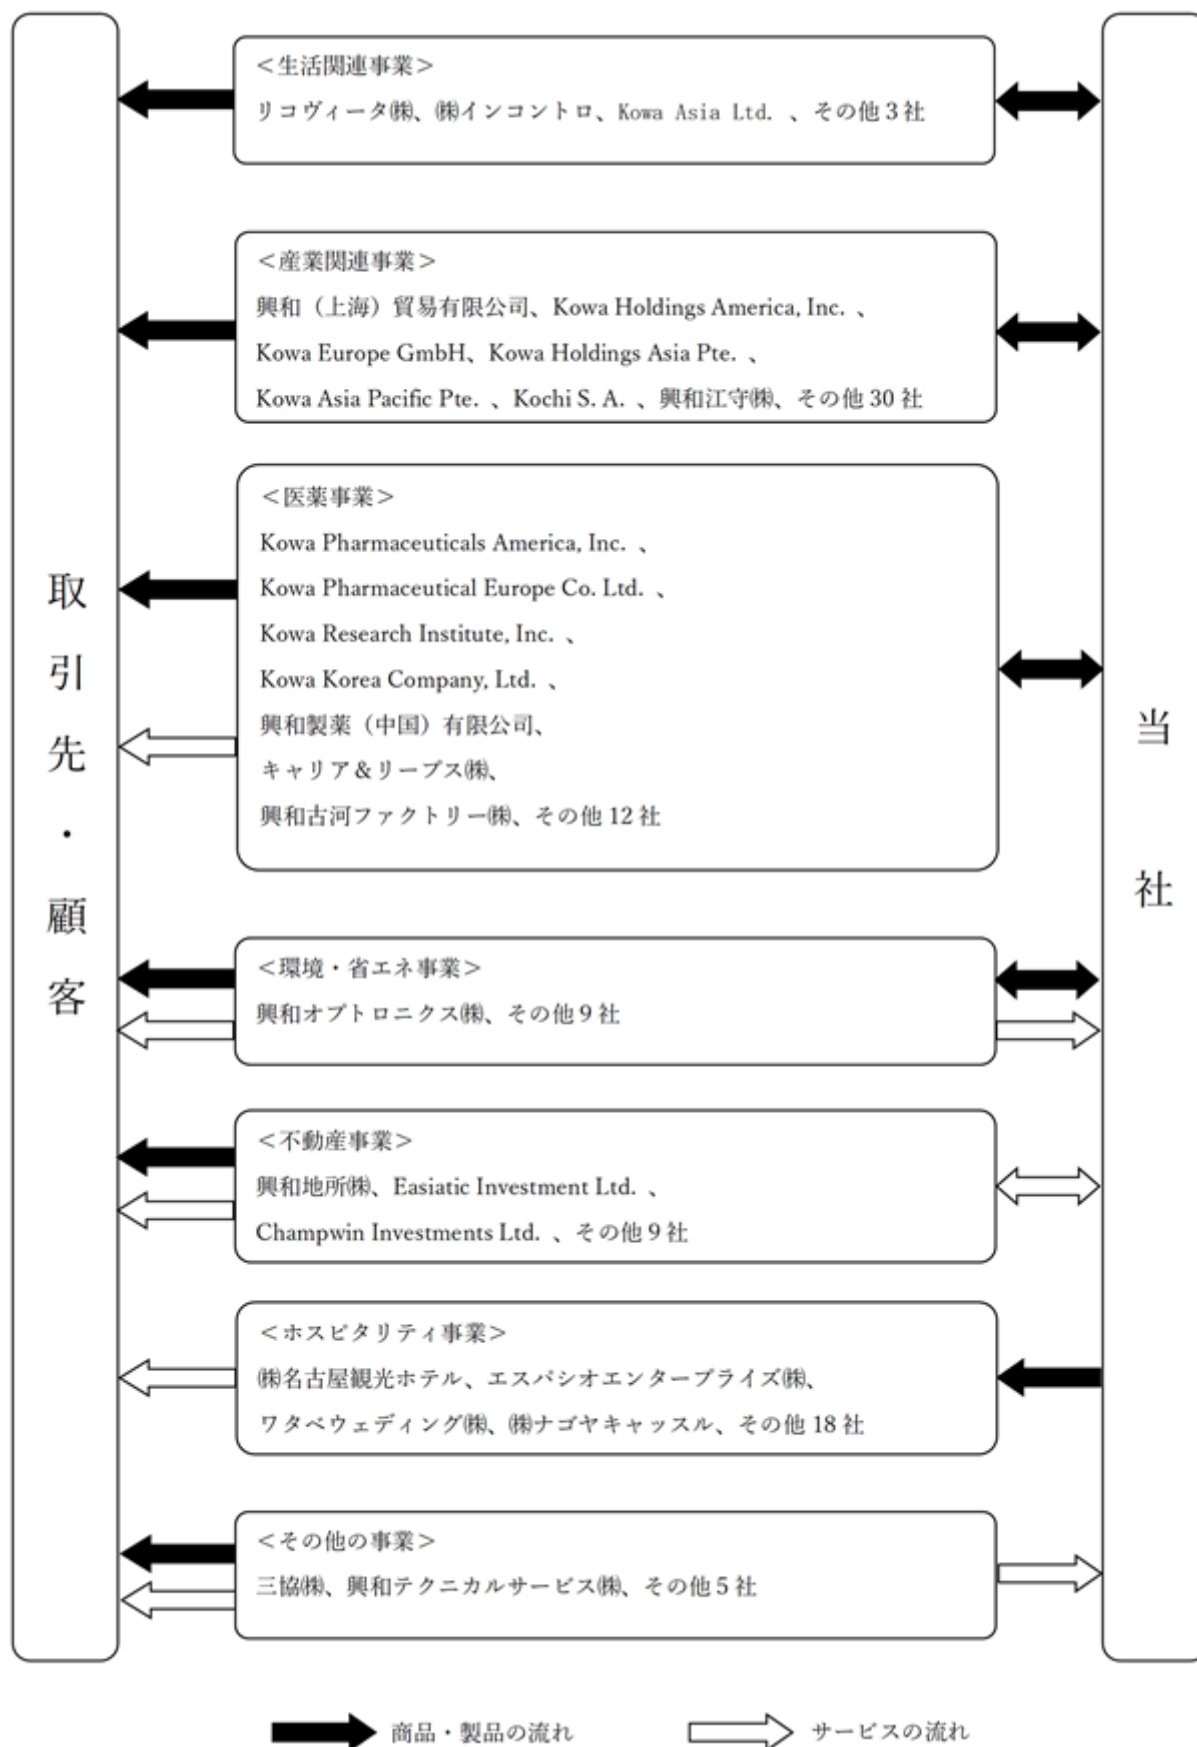 取引先・顧客
＜生活関連事業＞
リコヴィータ㈱、㈱インコントロ、Kowa Asia Ltd. 、その他 3 社
＜産業関連事業＞
興和（上海）貿易有限公司、Kowa Holdings America, Inc. 、
Kowa Europe GmbH、Kowa Holdings Asia Pte. 、
Kowa Asia Pacific Pte. 、Kochi S. A. 、興和江守㈱、その他 30 社
＜医薬事業＞
Kowa Pharmaceuticals America, Inc. 、
Kowa Pharmaceutical Europe Co. Ltd. 、
Kowa Research Institute, Inc. 、
Kowa Korea Company, Ltd. 、
興和製薬（中国）有限公司、
キャリア＆リープス㈱、
興和古河ファクトリー㈱、その他 12 社
＜環境・省エネ事業＞
興和オプトロニクス㈱、その他 9 社
＜不動産事業＞
興和地所㈱、Easiatic Investment Ltd. 、
Champwin Investments Ltd. 、その他 9 社
＜ホスピタリティ事業＞
㈱名古屋観光ホテル、エスパシオエンタープライズ㈱、
ワタベウェディング㈱、㈱ナゴヤキャッスル、その他 18 社
＜その他の事業＞
三協㈱、興和テクニカルサービス㈱、その他 5 社
当社
商品・製品の流れ
サービスの流れ